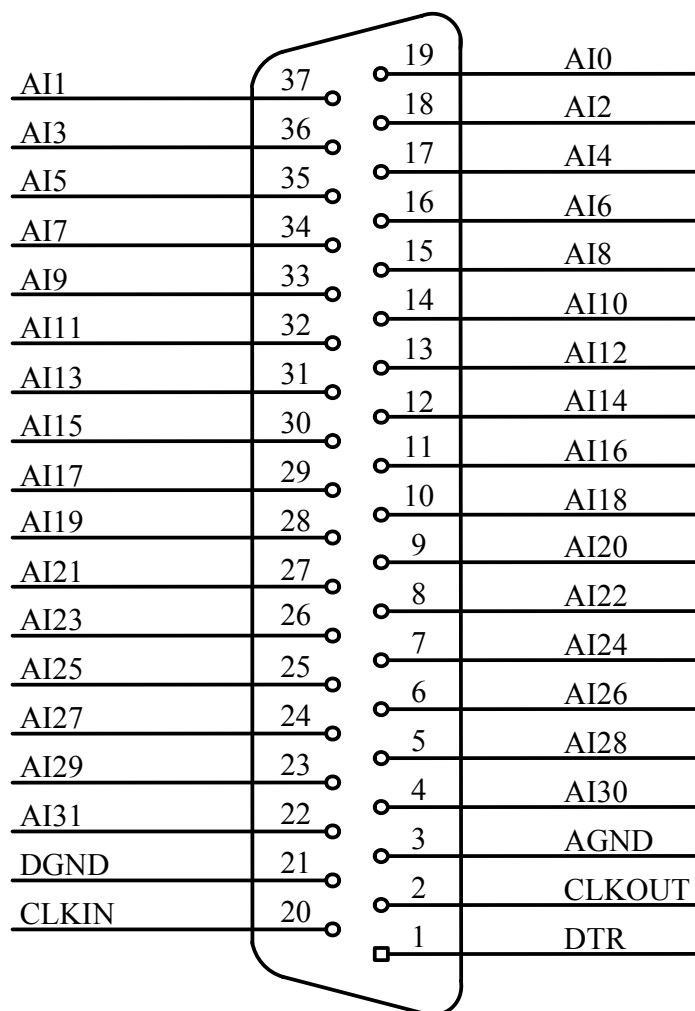 19 AI0
AI1 37
18 AI2
AI3 36
17 AI4
AI5 35
16 AI6
AI7 34
15 AI8
AI9 33
14 AI10
AI11 32
13 AI12
AI13 31
12 AI14
AI15 30
11 AI16
AI17 29
10 AI18
AI19 28
9 AI20
AI21 27
8 AI22
AI23 26
7 AI24
AI25 25
6 AI26
AI27 24
5 AI28
AI29 23
4 AI30
AI31 22
3 AGND
DGND 21
2 CLKOUT
CLKIN 20
1 DTR